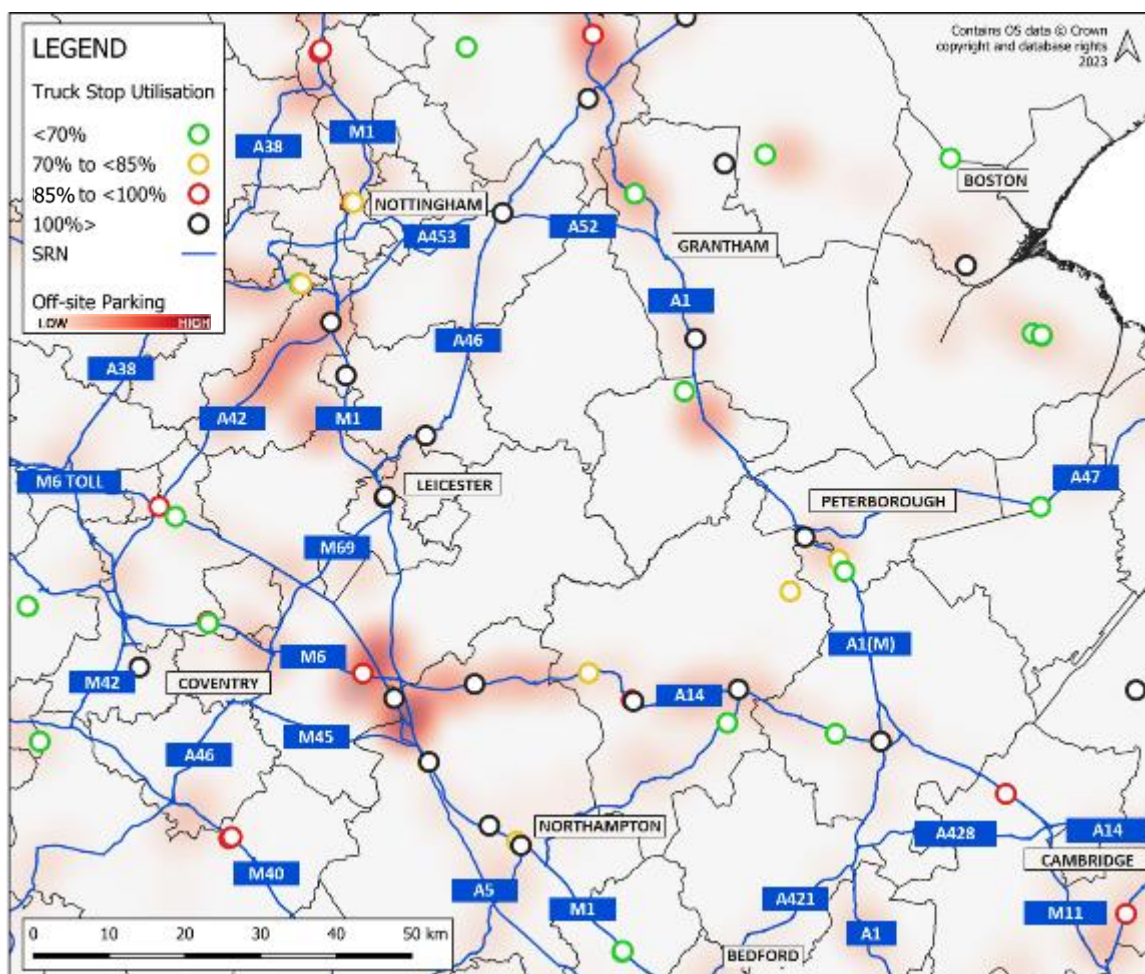 LEGEND
Truck Stop Utilisation
<70%
70% to <85%
85% to <100%
100%>
SRN
Off-site Parking
LOW HIGH
Contains OS data © Crown
copyright and database rights
2023
A38
M1
NOTTINGHAM
A453
A52
GRANTHAM
BOSTON
A1
A46
A38
A42
M1
M6 TOLL
LEICESTER
A47
PETERBOROUGH
M69
A1(M)
M6
COVENTRY
M42
A14
M45
A46
NORTHAMPTON
A428
A14
CAMBRIDGE
M40
A5
M1
A421
M11
A1
BEDFORD
0 10 20 30 40 50 km